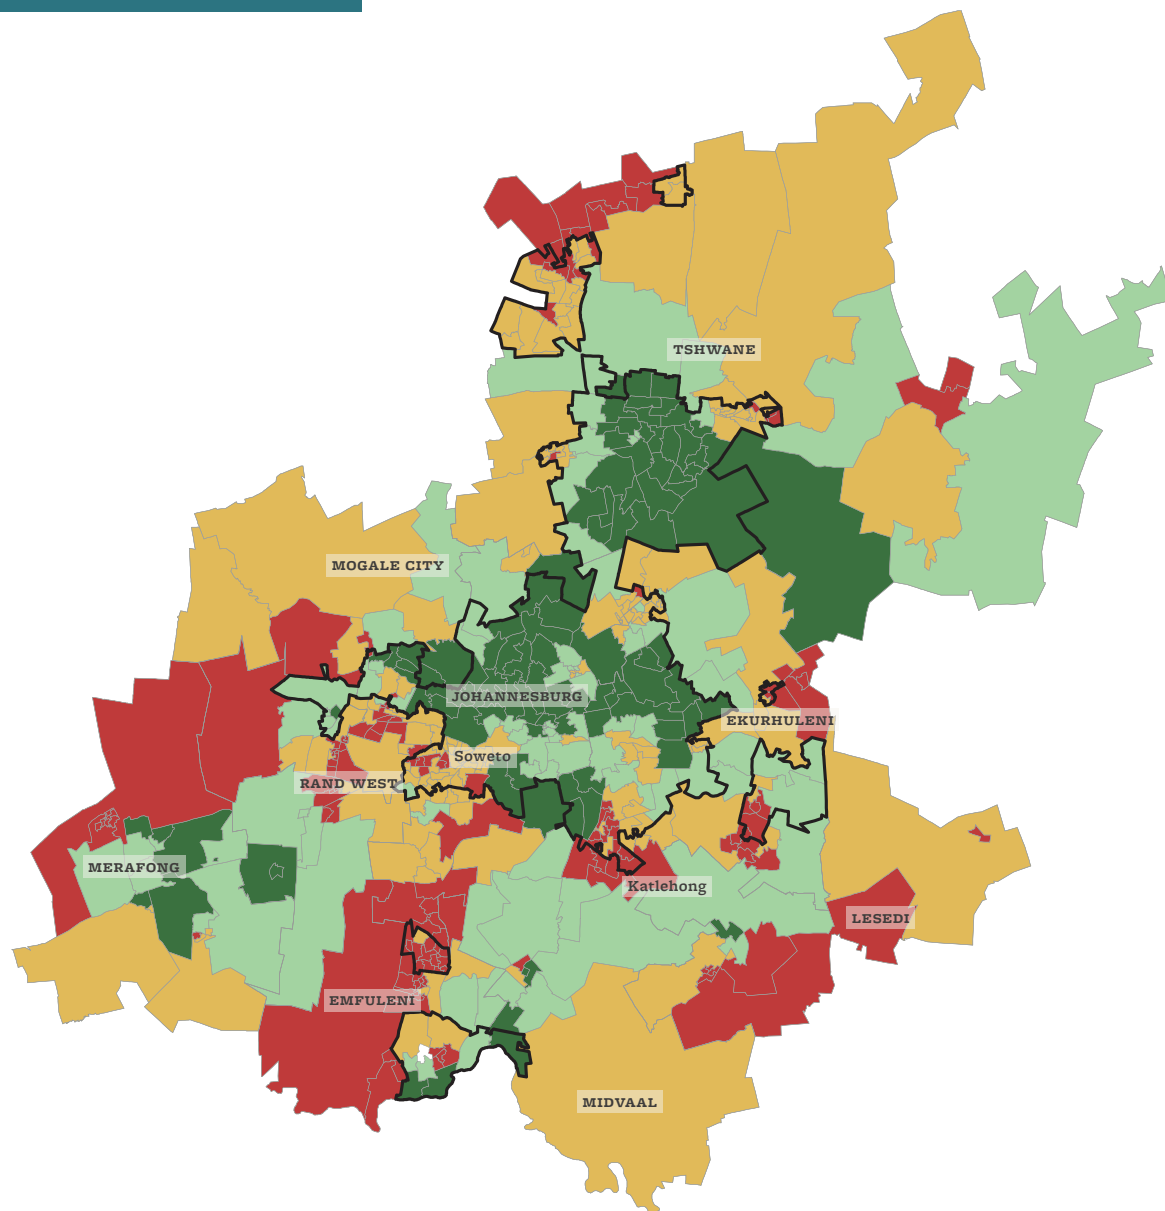 TSHWANE
MOGALE CITY
JOHANNESBURG
EKURHULENI
Soweto
RAND WEST
MERAFONG
Katlehong
LESEDI
EMFULENI
MIDVAAL